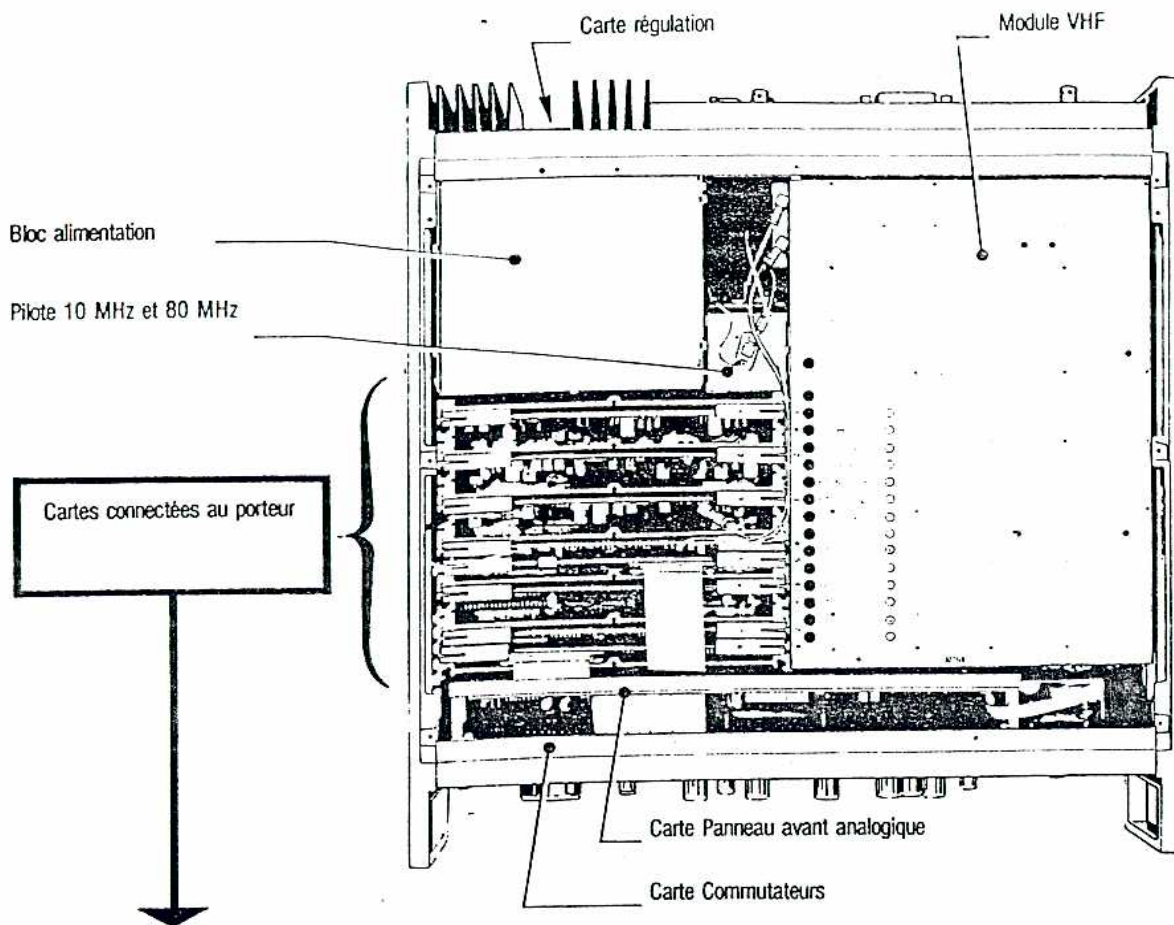 Carte régulation
Module VHF
Bloc alimentation
Pilote 10 MHz et 80 MHz
Cartes connectées au porteur
Carte Panneau avant analogique
Carte Commutateurs